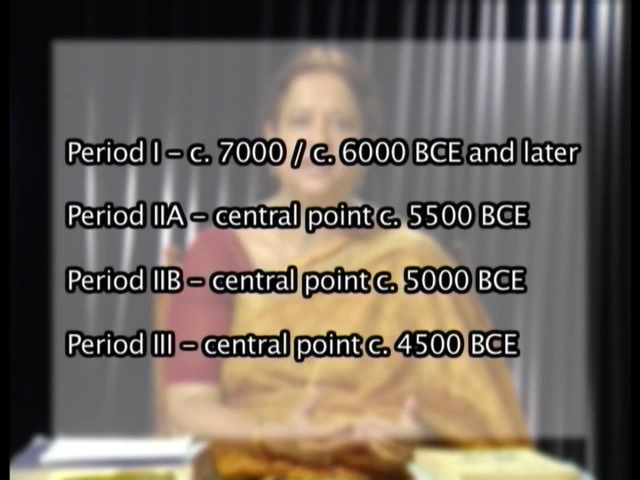 Period I – c. 7000 / c. 6000 BCE and later
Period IIA – central point c. 5500 BCE
Period IIB – central point c. 5000 BCE
Period III – central point c. 4500 BCE